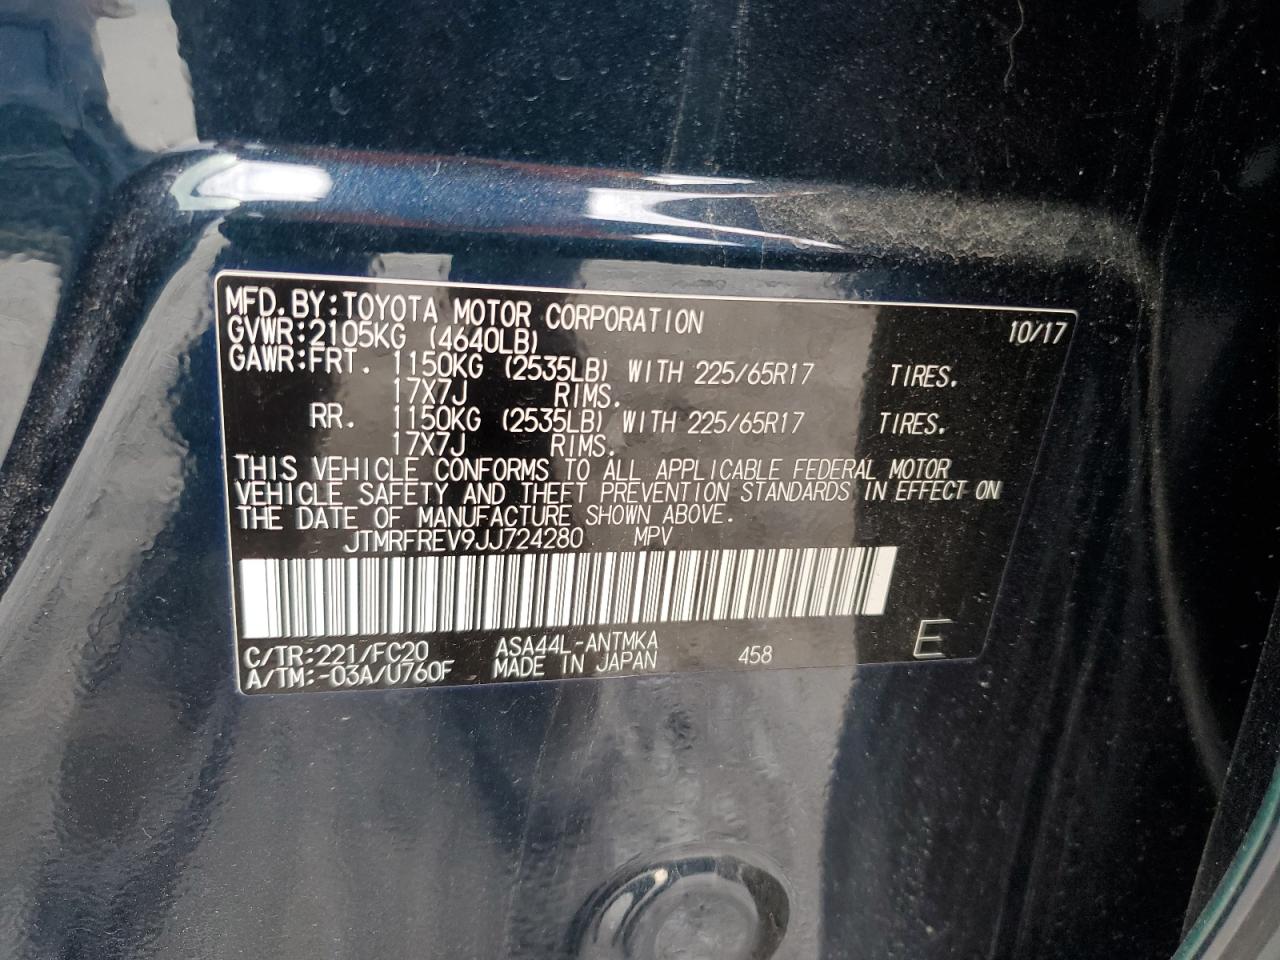 MFD.BY:TOYOTA MOTOR CORPORATION 10/17
GVWR:2105KG (4640LB)
GAWR:FRT. 1150KG (2535LB) WITH 225/65R17 TIRES.
17X7J RIMS.
RR. 1150KG (2535LB) WITH 225/65R17 TIRES.
17X7J RIMS.
THIS VEHICLE CONFORMS TO ALL APPLICABLE FEDERAL MOTOR
VEHICLE SAFETY AND THEFT PREVENTION STANDARDS IN EFFECT ON
THE DATE OF MANUFACTURE SHOWN ABOVE.
JTMRFREV9JJ724280 MPV
C/TR:221/FC20 ASA44L-ANTMKA
A/TM:-03A/U760F MADE IN JAPAN 458 E